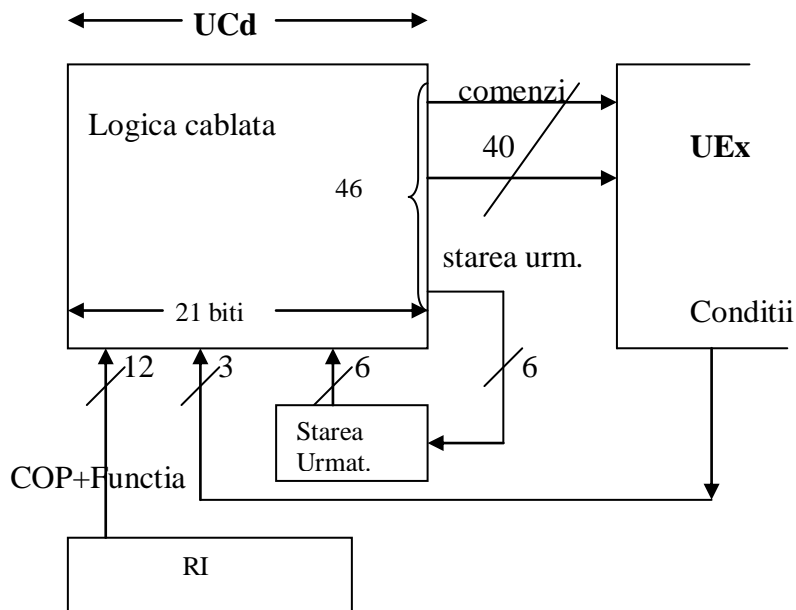 UCd
Logica cablata
comenzi
40
UEx
46
starea urm.
21 biti
Conditii
12
3
6
6
Starea
Urmat.
COP+Functia
RI